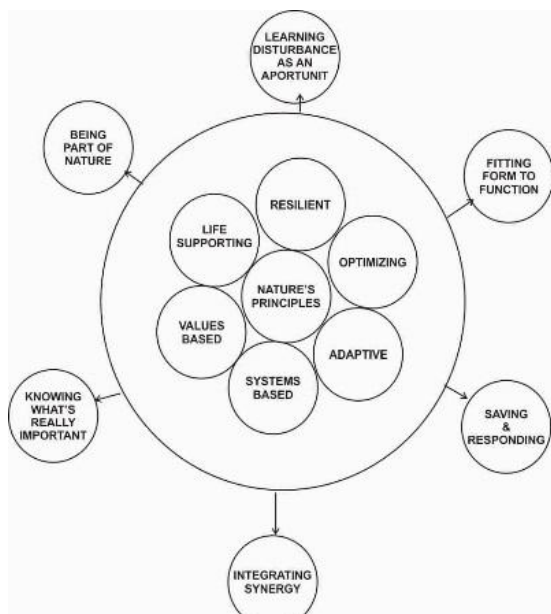 LEARNING
DISTURBANCE
AS AN
APORTUNIT
BEING
PART OF
NATURE
FITTING
FORM TO
FUNCTION
RESILIENT
LIFE
SUPPORTING
OPTIMIZING
NATURE'S
PRINCIPLES
VALUES
BASED
ADAPTIVE
SYSTEMS
BASED
KNOWING
WHAT'S
REALLY
IMPORTANT
SAVING
&
RESPONDING
INTEGRATING
SYNERGY